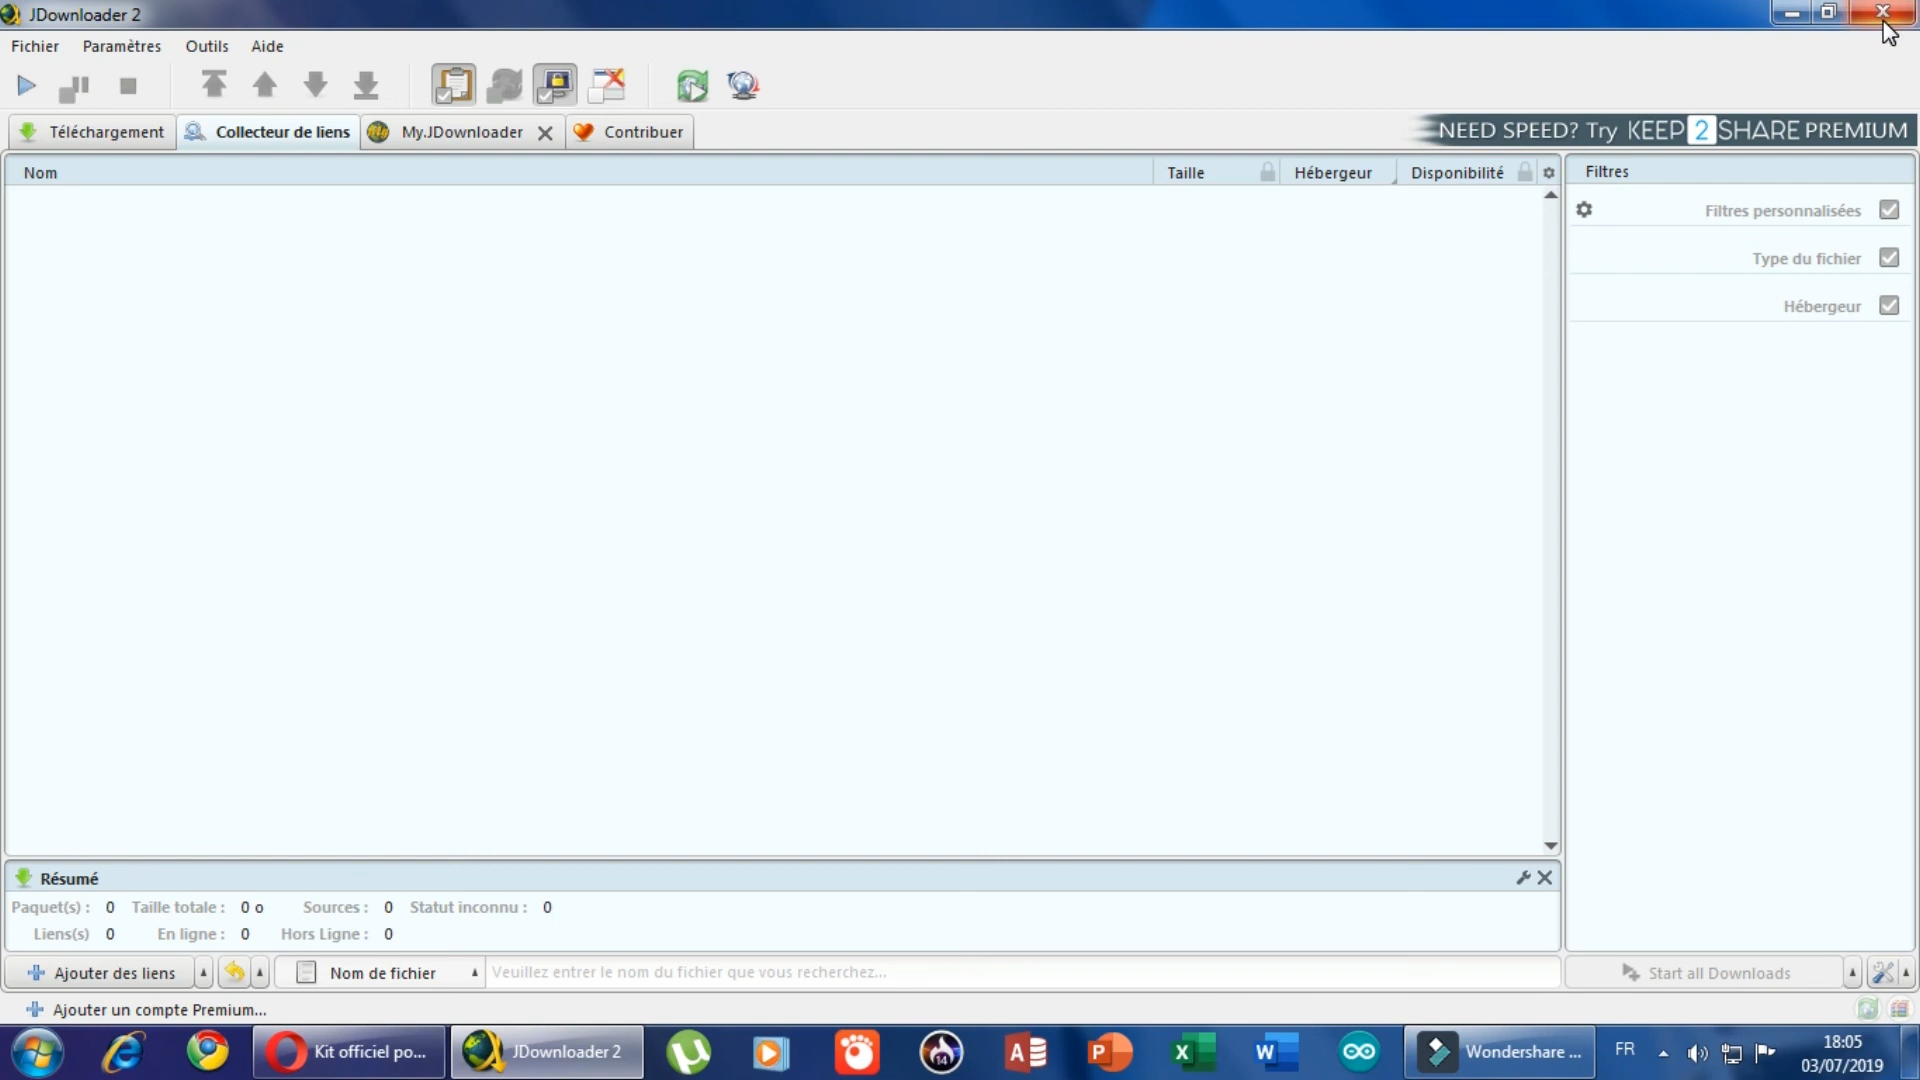 JDownloader 2
Fichier Paramètres Outils Aide
Téléchargement Collecteur de liens My.JDownloader Contribuer NEED SPEED? Try KEEP 2 SHARE PREMIUM
Nom Taille Hébergeur Disponibilité Filtres
Filtres personnalisées
Type du fichier
Hébergeur
Résumé
Paquet(s) : 0 Taille totale : 0 o Sources : 0 Statut inconnu : 0
Liens(s) 0 En ligne : 0 Hors Ligne : 0
Ajouter des liens Nom de fichier Veuillez entrer le nom du fichier que vous recherchez... Start all Downloads
Ajouter un compte Premium...
Kit officiel po... JDownloader 2 14 A P X W Wondershare ... FR 18:05
03/07/2019